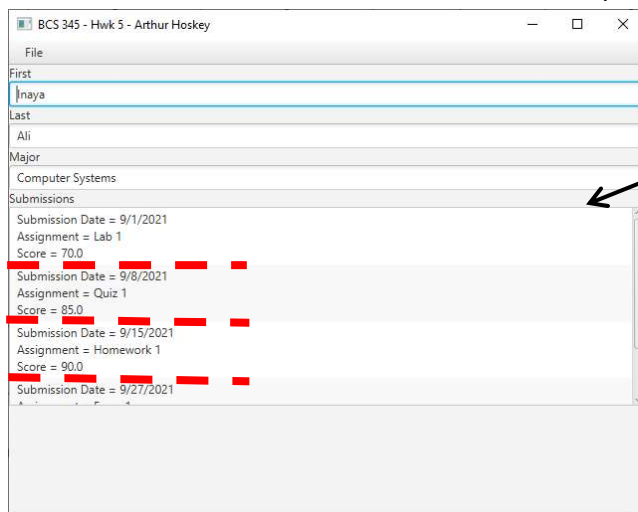 BCS 345 - Hwk 5 - Arthur Hoskey
File
First
Inaya
Last
Ali
Major
Computer Systems
Submissions
Submission Date = 9/1/2021
Assignment = Lab 1
Score = 70.0
Submission Date = 9/8/2021
Assignment = Quiz 1
Score = 85.0
Submission Date = 9/15/2021
Assignment = Homework 1
Score = 90.0
Submission Date = 9/27/2021